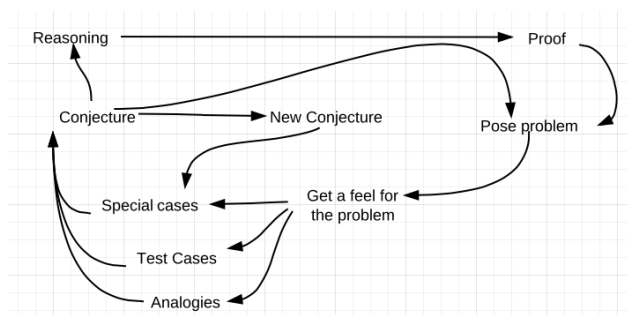 Reasoning
Proof
Conjecture
New Conjecture
Pose problem
Special cases
Get a feel for
the problem
Test Cases
Analogies